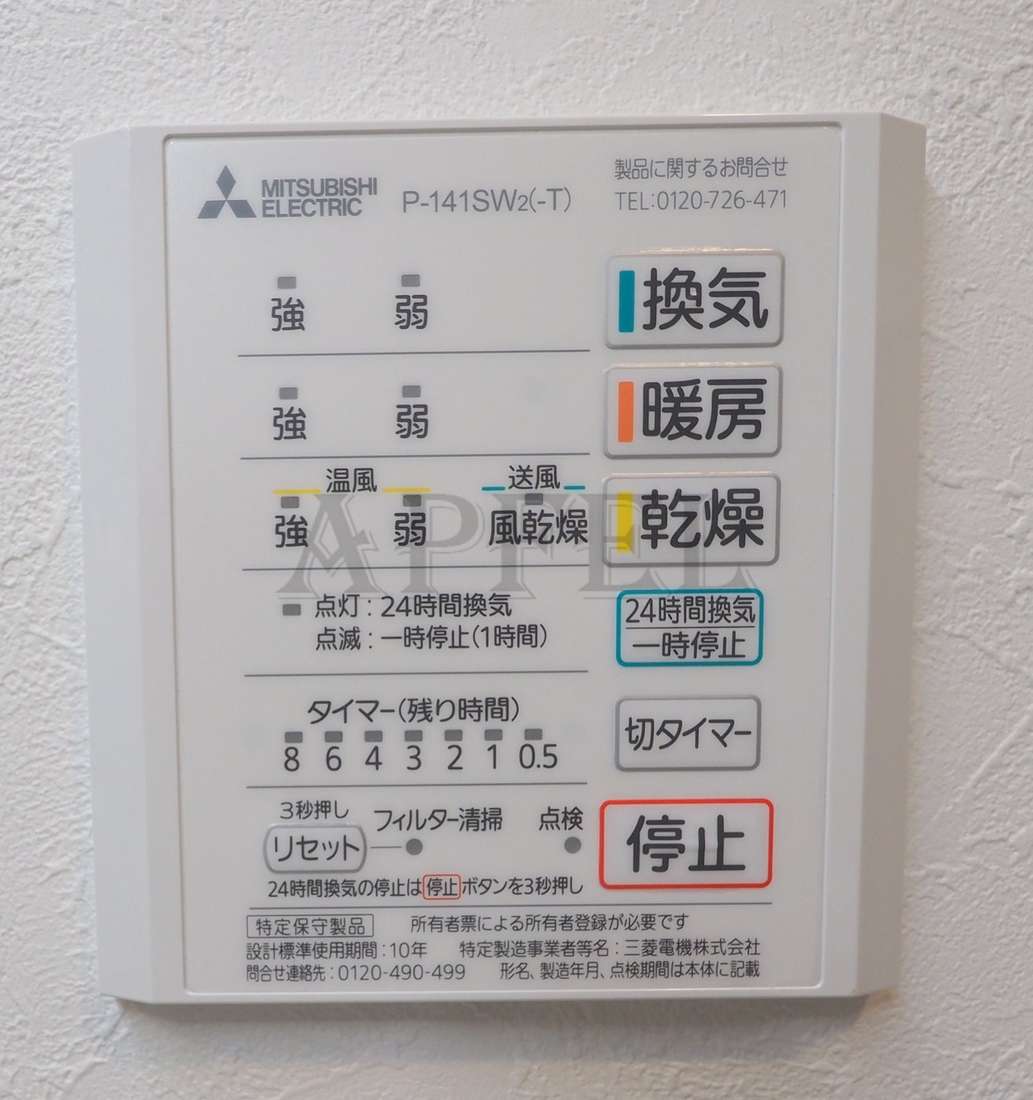 MITSUBISHI
ELECTRIC
P-141SW2(-T)
製品に関するお問合せ
TEL:0120-726-471
強 弱 換気
強 弱 暖房
温風 送風
強 弱 風乾燥 乾燥
APFEL
点灯:24時間換気
点滅:一時停止(1時間)
24時間換気
一時停止
タイマー(残り時間)
8 6 4 3 2 1 0.5
切タイマー
3秒押し
リセット フィルター清掃 点検
停止
24時間換気の停止は停止ボタンを3秒押し
特定保守製品 所有者票による所有者登録が必要です
設計標準使用期間:10年 特定製造事業者等名:三菱電機株式会社
問合せ連絡先:0120-490-499 形名、製造年月、点検期間は本体に記載